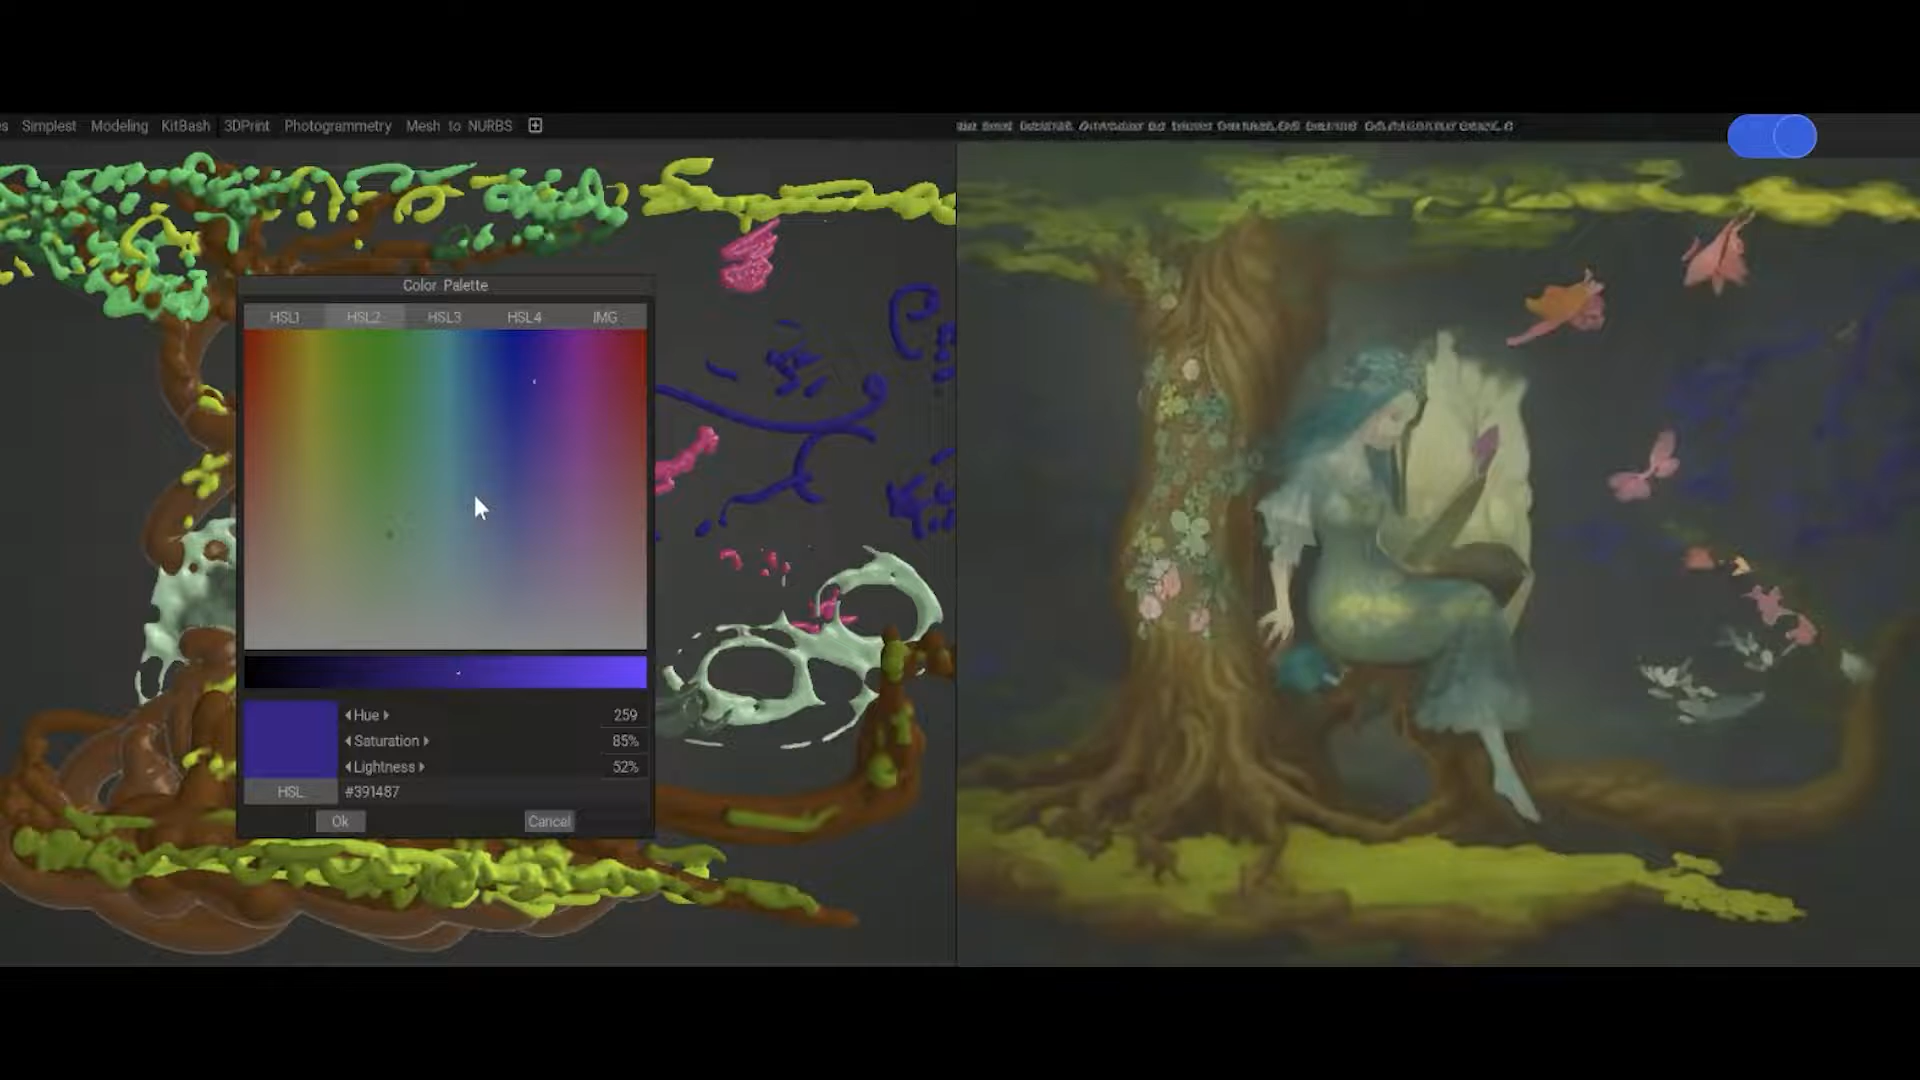 Simplest Modeling KitBash 3DPrint Photogrammetry Mesh to NURBS
Color Palette
HSL1 HSL2 HSL3 HSL4 IMG
Hue 259
Saturation 85%
Lightness 52%
HSL #391487
Ok Cancel